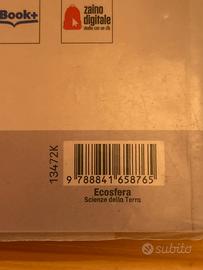 Book+
zaino
digitale
13472K
9 788841 658765
Ecosfera
Scienze della Terra
subito